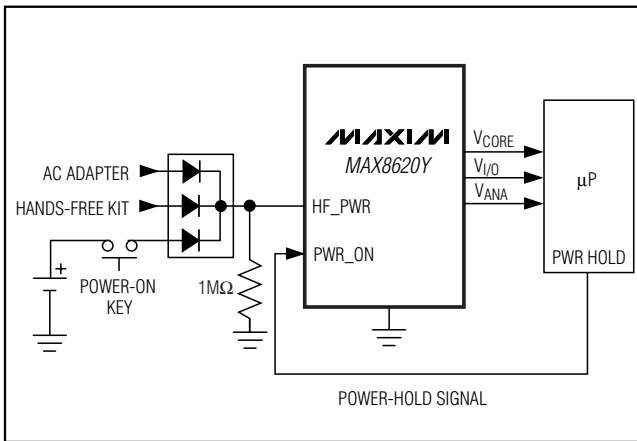 MAXIM
MAX8620Y
VCORE
VI/O
VANA
µP
AC ADAPTER
HANDS-FREE KIT
HF_PWR
+
POWER-ON
KEY
1MΩ
PWR_ON
PWR HOLD
POWER-HOLD SIGNAL